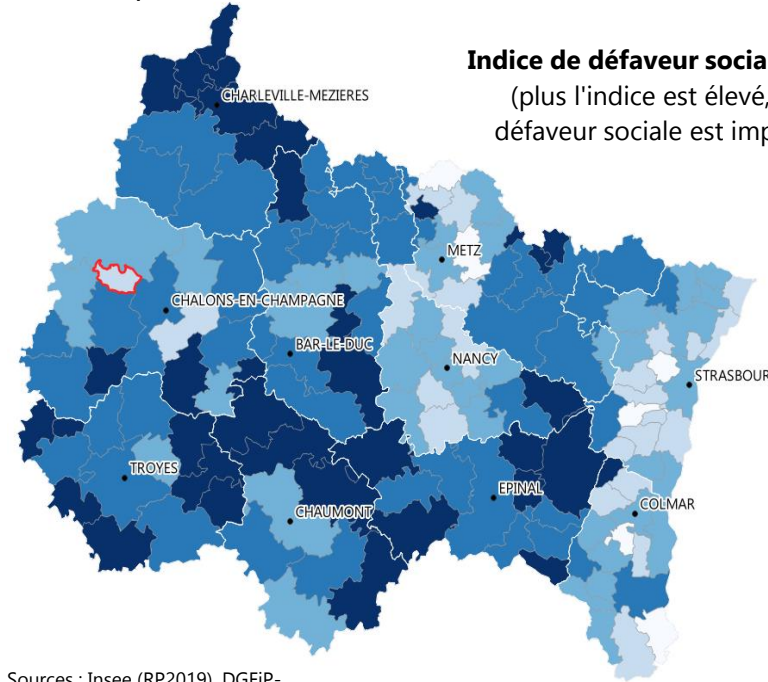 Indice de défaveur socia
(plus l'indice est élevé,
défaveur sociale est imp
CHARLEVILLE-MEZIERES
METZ
CHALONS-EN-CHAMPAGNE
BAR-LE-DUC
NANCY
STRASBOUR
TROYES
EPINAL
CHAUMONT
COLMAR
Sources : Insee (RP2019), DGFiP-